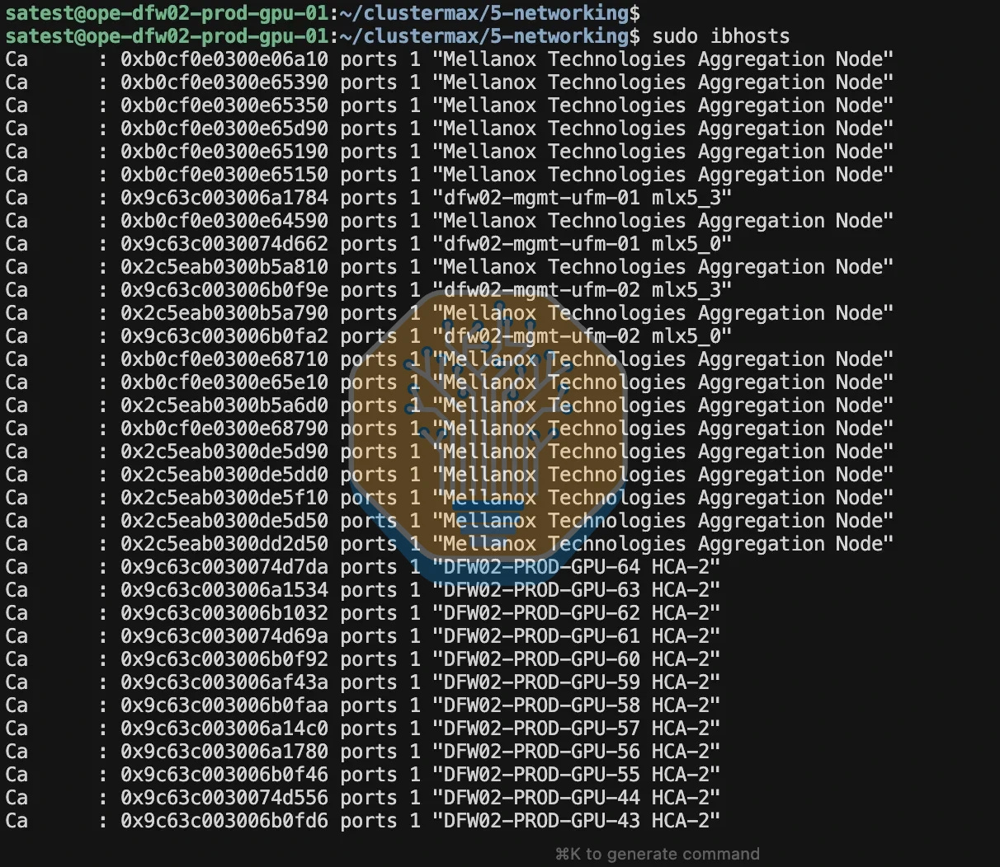 satest@ope-dfw02-prod-gpu-01:~/clustermax/5-networking$
satest@ope-dfw02-prod-gpu-01:~/clustermax/5-networking$ sudo ibhosts
Ca : 0xb0cf0e0300e06a10 ports 1 "Mellanox Technologies Aggregation Node"
Ca : 0xb0cf0e0300e65390 ports 1 "Mellanox Technologies Aggregation Node"
Ca : 0xb0cf0e0300e65350 ports 1 "Mellanox Technologies Aggregation Node"
Ca : 0xb0cf0e0300e65d90 ports 1 "Mellanox Technologies Aggregation Node"
Ca : 0xb0cf0e0300e65190 ports 1 "Mellanox Technologies Aggregation Node"
Ca : 0xb0cf0e0300e65150 ports 1 "Mellanox Technologies Aggregation Node"
Ca : 0x9c63c003006a1784 ports 1 "dfw02-mgmt-ufm-01 mlx5_3"
Ca : 0xb0cf0e0300e64590 ports 1 "Mellanox Technologies Aggregation Node"
Ca : 0x9c63c0030074d662 ports 1 "dfw02-mgmt-ufm-01 mlx5_0"
Ca : 0x2c5eab0300b5a810 ports 1 "Mellanox Technologies Aggregation Node"
Ca : 0x9c63c003006b0f9e ports 1 "dfw02-mgmt-ufm-02 mlx5_3"
Ca : 0x2c5eab0300b5a790 ports 1 "Mellanox Technologies Aggregation Node"
Ca : 0x9c63c003006b0fa2 ports 1 "dfw02-mgmt-ufm-02 mlx5_0"
Ca : 0xb0cf0e0300e68710 ports 1 "Mellanox Technologies Aggregation Node"
Ca : 0xb0cf0e0300e65e10 ports 1 "Mellanox Technologies Aggregation Node"
Ca : 0x2c5eab0300b5a6d0 ports 1 "Mellanox Technologies Aggregation Node"
Ca : 0xb0cf0e0300e68790 ports 1 "Mellanox Technologies Aggregation Node"
Ca : 0x2c5eab0300de5d90 ports 1 "Mellanox Technologies Aggregation Node"
Ca : 0x2c5eab0300de5dd0 ports 1 "Mellanox Technologies Aggregation Node"
Ca : 0x2c5eab0300de5f10 ports 1 "Mellanox Technologies Aggregation Node"
Ca : 0x2c5eab0300de5d50 ports 1 "Mellanox Technologies Aggregation Node"
Ca : 0x2c5eab0300dd2d50 ports 1 "Mellanox Technologies Aggregation Node"
Ca : 0x9c63c0030074d7da ports 1 "DFW02-PROD-GPU-64 HCA-2"
Ca : 0x9c63c003006a1534 ports 1 "DFW02-PROD-GPU-63 HCA-2"
Ca : 0x9c63c003006b1032 ports 1 "DFW02-PROD-GPU-62 HCA-2"
Ca : 0x9c63c0030074d69a ports 1 "DFW02-PROD-GPU-61 HCA-2"
Ca : 0x9c63c003006b0f92 ports 1 "DFW02-PROD-GPU-60 HCA-2"
Ca : 0x9c63c003006af43a ports 1 "DFW02-PROD-GPU-59 HCA-2"
Ca : 0x9c63c003006b0faa ports 1 "DFW02-PROD-GPU-58 HCA-2"
Ca : 0x9c63c003006a14c0 ports 1 "DFW02-PROD-GPU-57 HCA-2"
Ca : 0x9c63c003006a1780 ports 1 "DFW02-PROD-GPU-56 HCA-2"
Ca : 0x9c63c003006b0f46 ports 1 "DFW02-PROD-GPU-55 HCA-2"
Ca : 0x9c63c0030074d556 ports 1 "DFW02-PROD-GPU-44 HCA-2"
Ca : 0x9c63c003006b0fd6 ports 1 "DFW02-PROD-GPU-43 HCA-2"
⌘K to generate command